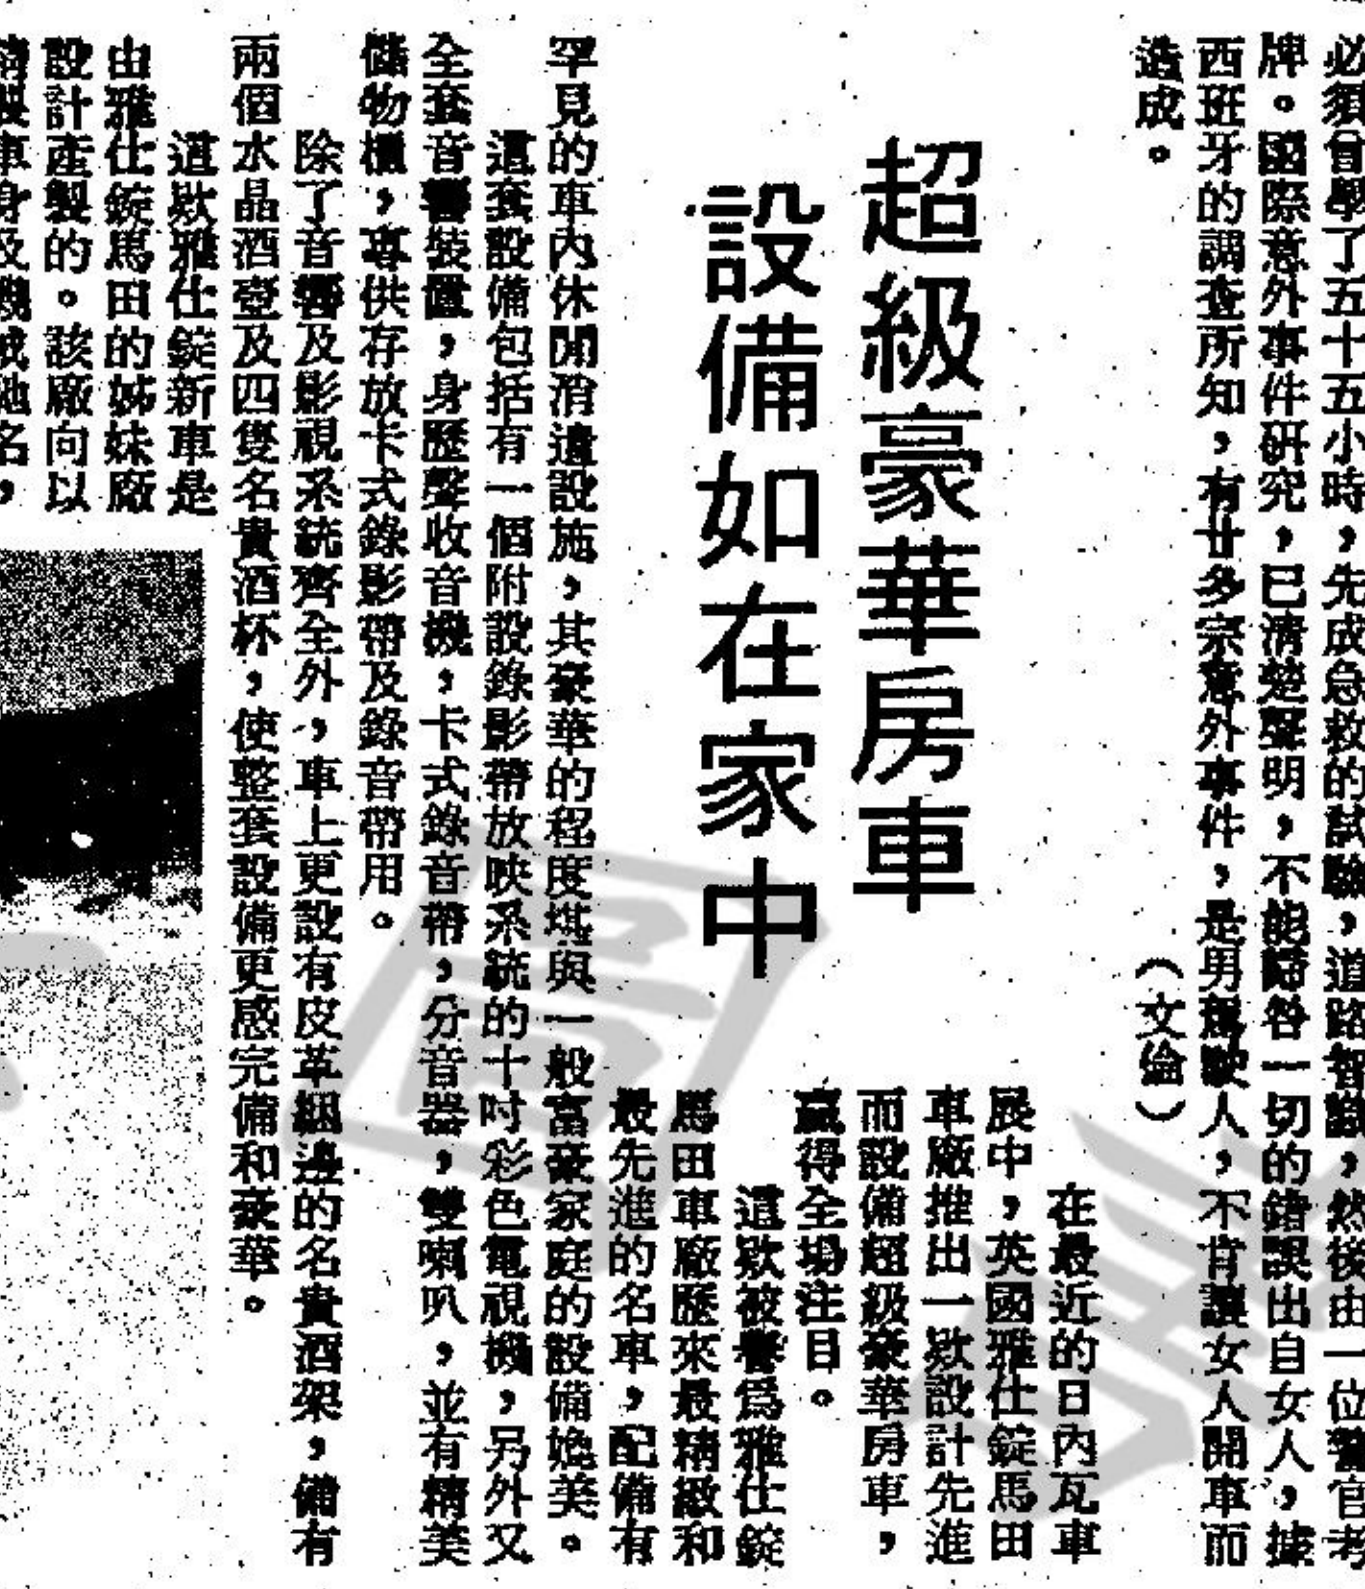 必須曾學了五十五小時，先成急救的試驗，道路智識，然後由一位警官考
牌。國際意外事件研究，已清楚聲明，不能歸咎一切的錯誤出自女人，據
西班牙的調查所知，有廿多宗意外事件，是男駕駛人，不肯讓女人開車而
造成。　　　　　　　　　　　　（文倫）
超級豪華房車
設備如在家中
在最近的日內瓦車
展中，英國雅仕錠馬田
車廠推出一欵設計先進
而設備超級豪華房車，
贏得全場注目。
這欵被譽爲雅仕錠
馬田車廠歷來最精緻和
最先進的名車，配備有
罕見的車內休閒消遣設施，其豪華的程度堪與一般富豪家庭的設備媲美。
這套設備包括有一個附設錄影帶放映系統的十吋彩色電視機，另外又
全套音響裝置，身歷聲收音機，卡式錄音帶，分音器，雙喇叭，並有精美
儲物櫃，專供存放卡式錄影帶及錄音帶用。
除了音響及影視系統齊全外，車上更設有皮革綑邊的名貴酒架，備有
兩個水晶酒壺及四隻名貴酒杯，使整套設備更感完備和豪華。
這欵雅仕錠新車是
由雅仕錠馬田的姊妹廠
設計產製的。該廠向以
精製車身及機械馳名，